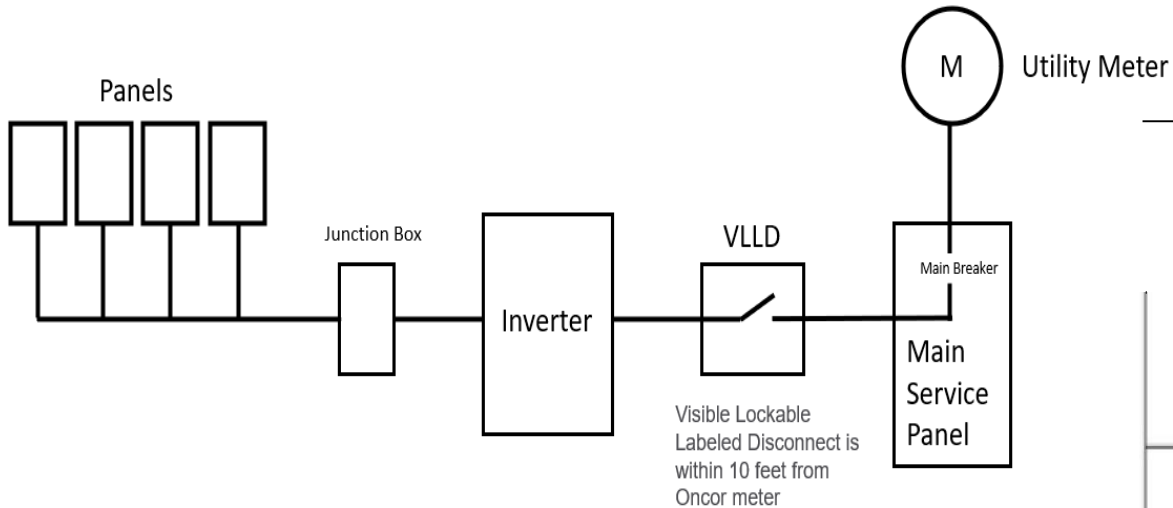 M
Utility Meter
Panels
Junction Box
VLLD
Main Breaker
Inverter
Main
Service
Panel
Visible Lockable
Labeled Disconnect is
within 10 feet from
Oncor meter